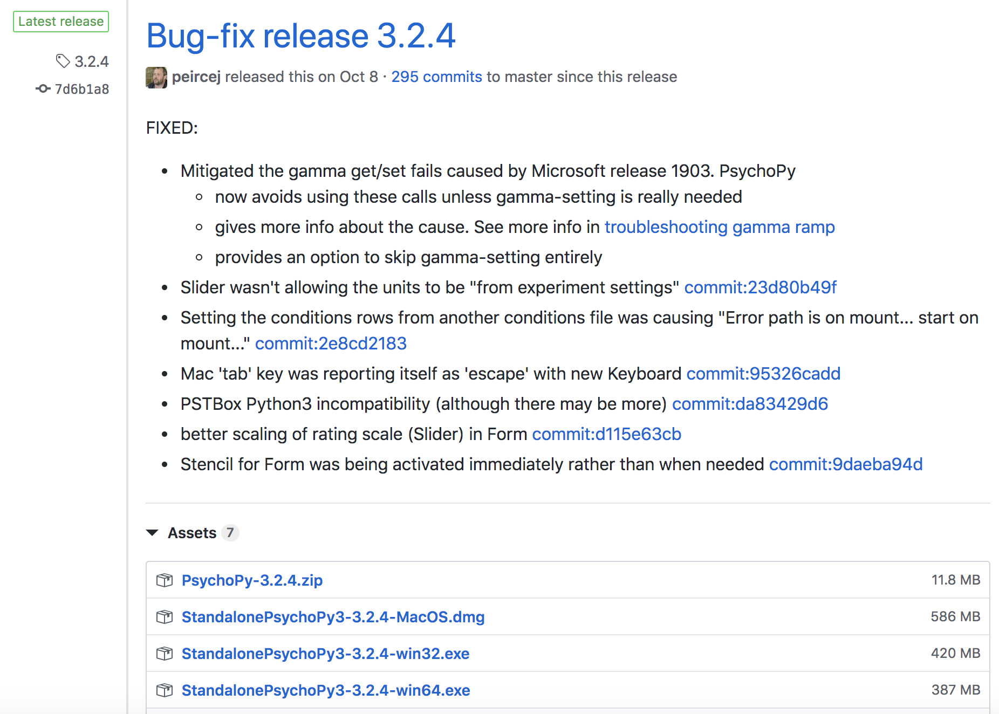 Latest release
3.2.4
7d6b1a8
Bug-fix release 3.2.4
peircej released this on Oct 8 · 295 commits to master since this release
FIXED:
• Mitigated the gamma get/set fails caused by Microsoft release 1903. PsychoPy
◦ now avoids using these calls unless gamma-setting is really needed
◦ gives more info about the cause. See more info in troubleshooting gamma ramp
◦ provides an option to skip gamma-setting entirely
• Slider wasn't allowing the units to be "from experiment settings" commit:23d80b49f
• Setting the conditions rows from another conditions file was causing "Error path is on mount... start on
mount..." commit:2e8cd2183
• Mac 'tab' key was reporting itself as 'escape' with new Keyboard commit:95326cadd
• PSTBox Python3 incompatibility (although there may be more) commit:da83429d6
• better scaling of rating scale (Slider) in Form commit:d115e63cb
• Stencil for Form was being activated immediately rather than when needed commit:9daeba94d
Assets 7
PsychoPy-3.2.4.zip 11.8 MB
StandalonePsychoPy3-3.2.4-MacOS.dmg 586 MB
StandalonePsychoPy3-3.2.4-win32.exe 420 MB
StandalonePsychoPy3-3.2.4-win64.exe 387 MB